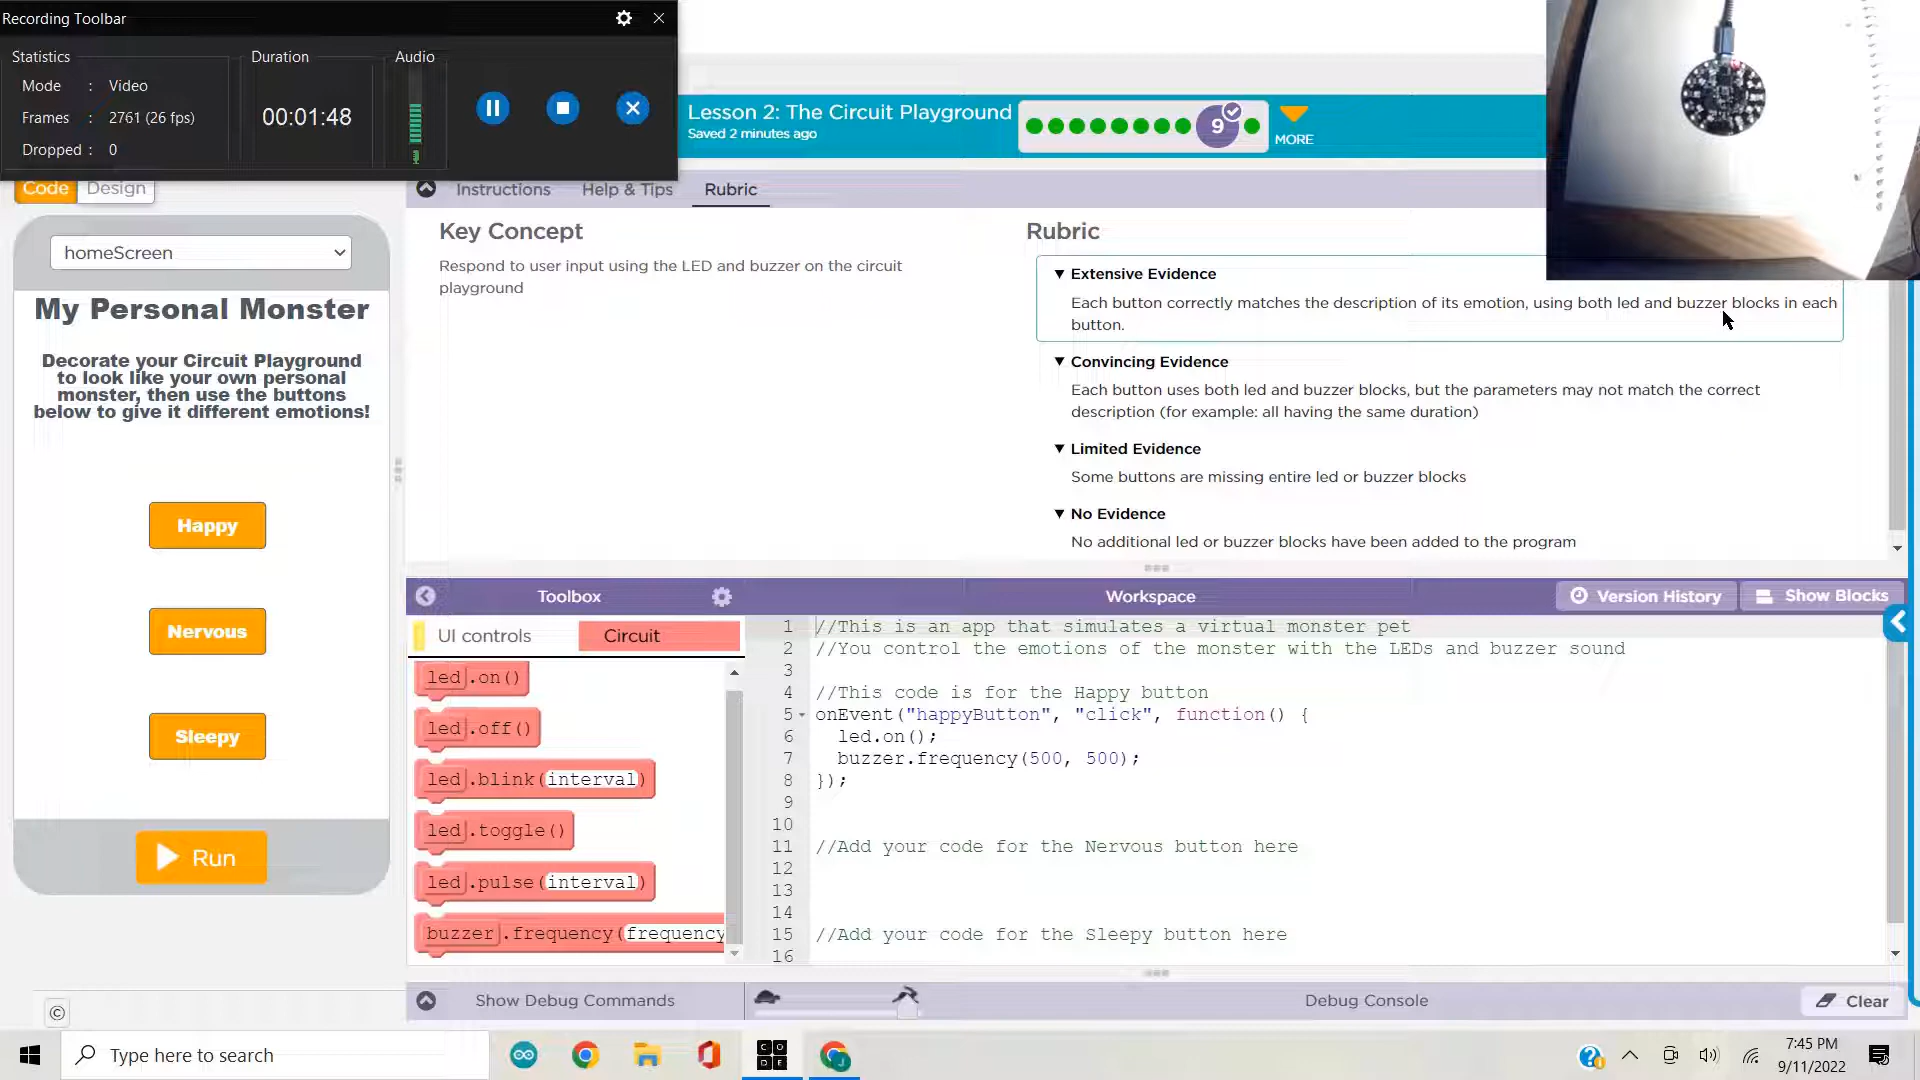 Recording Toolbar
Statistics
Mode : Video
Frames : 2761 (26 fps)
Dropped : 0
Duration
00:01:48
Audio
Lesson 2: The Circuit Playground
Saved 2 minutes ago
9
MORE
Code
Design
Instructions
Help & Tips
Rubric
homeScreen
My Personal Monster
Decorate your Circuit Playground
to look like your own personal
monster, then use the buttons
below to give it different emotions!
Happy
Nervous
Sleepy
Run
Key Concept
Respond to user input using the LED and buzzer on the circuit
playground
Rubric
Extensive Evidence
Each button correctly matches the description of its emotion, using both led and buzzer blocks in each
button.
Convincing Evidence
Each button uses both led and buzzer blocks, but the parameters may not match the correct
description (for example: all having the same duration)
Limited Evidence
Some buttons are missing entire led or buzzer blocks
No Evidence
No additional led or buzzer blocks have been added to the program
Toolbox
Workspace
Version History
Show Blocks
UI controls
Circuit
led.on()
led.off()
led.blink(interval)
led.toggle()
led.pulse(interval)
buzzer.frequency(frequency
1 //This is an app that simulates a virtual monster pet
2 //You control the emotions of the monster with the LEDs and buzzer sound
3
4 //This code is for the Happy button
5 onEvent("happyButton", "click", function() {
6 led.on();
7 buzzer.frequency(500, 500);
8 });
9
10
11 //Add your code for the Nervous button here
12
13
14
15 //Add your code for the Sleepy button here
16
Show Debug Commands
Debug Console
Clear
©
Type here to search
CODE
7:45 PM
9/11/2022